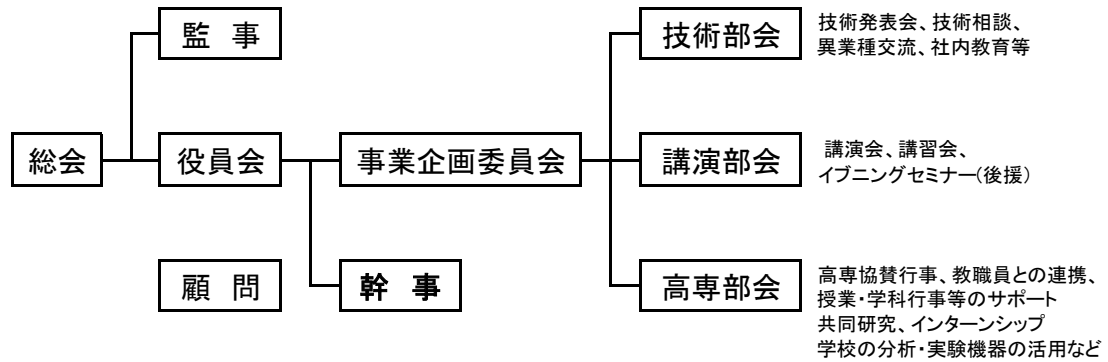 監　事
技術部会
技術発表会、技術相談、
異業種交流、社内教育等
総会
役員会
事業企画委員会
講演部会
講演会、講習会、
イブニングセミナー(後援)
顧　問
幹　事
高専部会
高専協賛行事、教職員との連携、
授業・学科行事等のサポート
共同研究、インターンシップ
学校の分析・実験機器の活用など